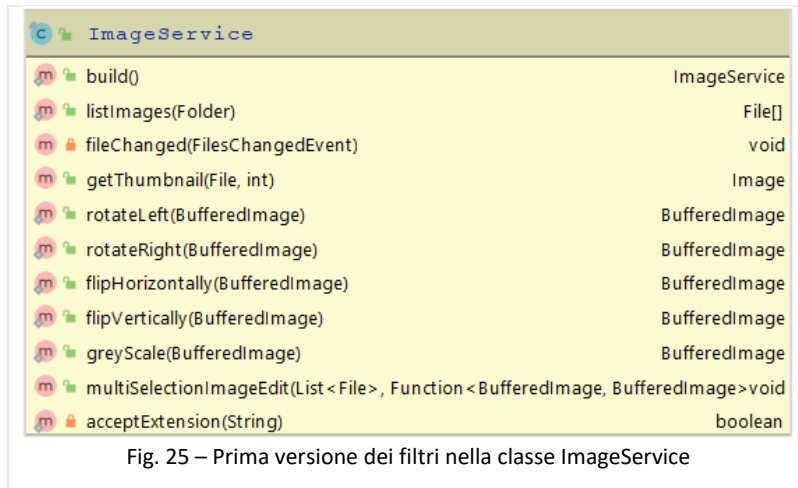 ImageService
build() ImageService
listImages(Folder) File[]
fileChanged(FilesChangedEvent) void
getThumbnail(File, int) Image
rotateLeft(BufferedImage) BufferedImage
rotateRight(BufferedImage) BufferedImage
flipHorizontally(BufferedImage) BufferedImage
flipVertically(BufferedImage) BufferedImage
greyScale(BufferedImage) BufferedImage
multiSelectionImageEdit(List<File>, Function<BufferedImage, BufferedImage>void
acceptExtension(String) boolean
Fig. 25 – Prima versione dei filtri nella classe ImageService